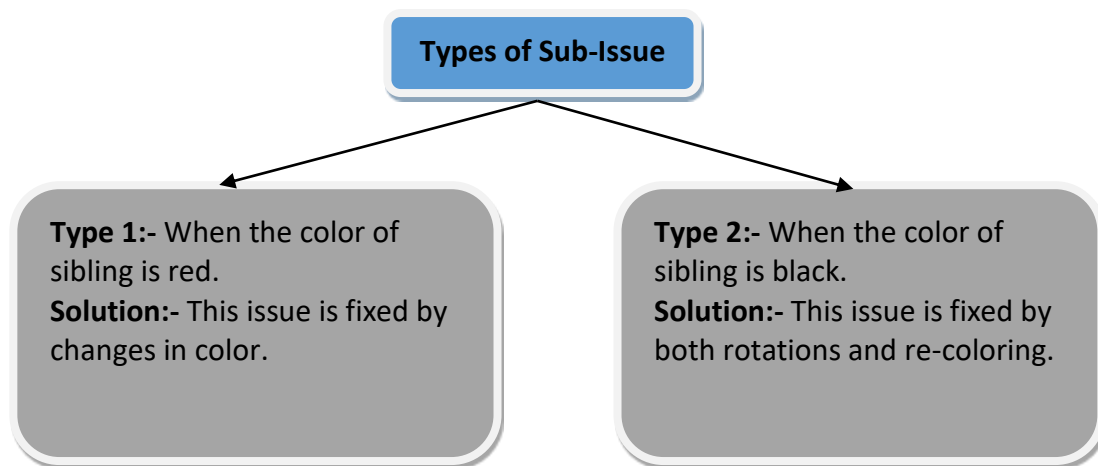 Types of Sub-Issue
Type 1:- When the color of
sibling is red.
Solution:- This issue is fixed by
changes in color.
Type 2:- When the color of
sibling is black.
Solution:- This issue is fixed by
both rotations and re-coloring.